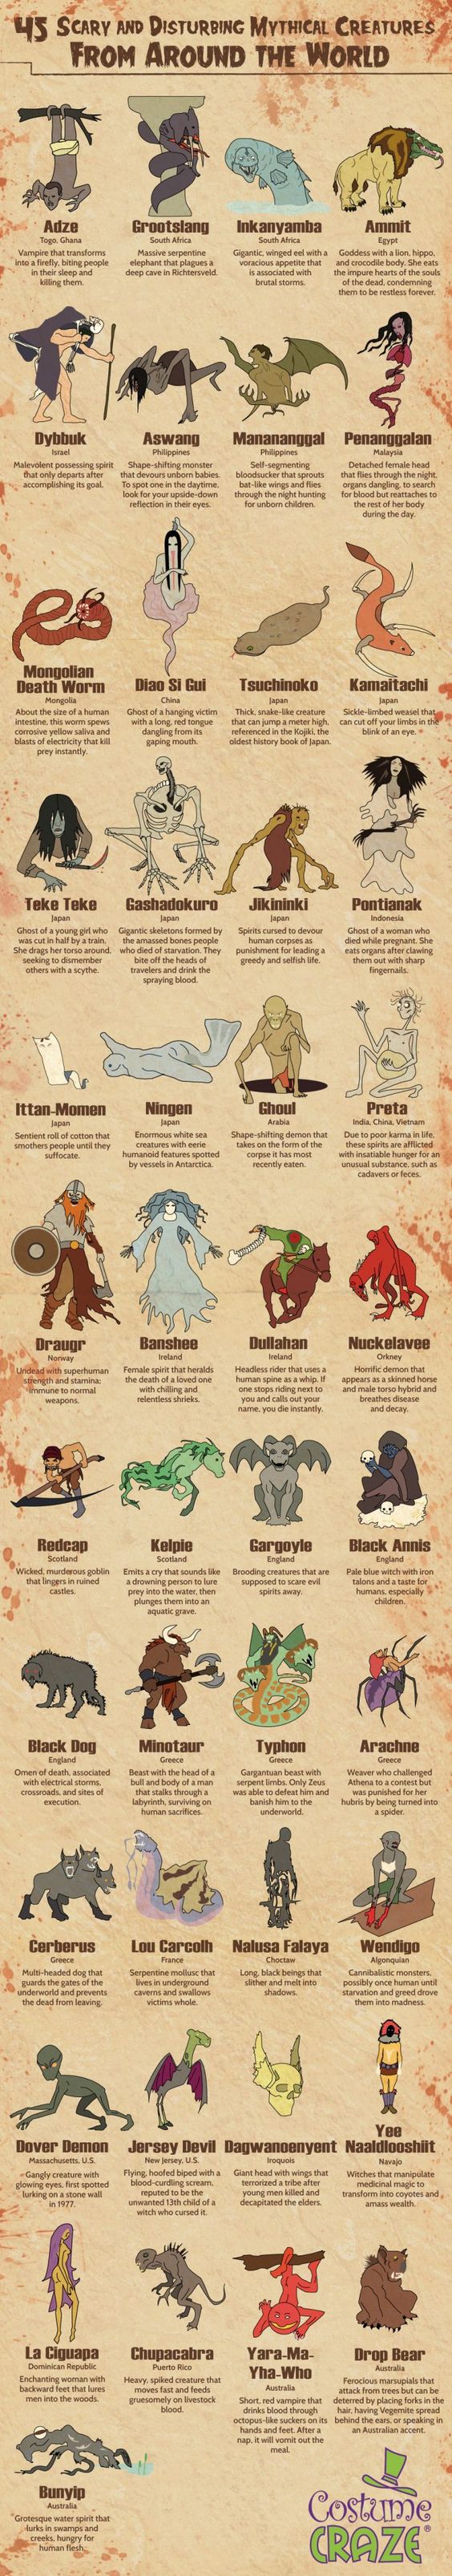 45 Scary and Disturbing Mythical Creatures
From Around the World
Adze
Togo, Ghana
Vampire that transforms
into a firefly, biting people
in their sleep and
killing them.
Grootslang
South Africa
Massive serpentine
elephant that plagues a
deep cave in Richtersveld.
Inkanyamba
South Africa
Gigantic, winged eel with a
voracious appetite that
is associated with
brutal storms.
Ammit
Egypt
Goddess with a lion, hippo,
and crocodile body. She eats
the impure hearts of the souls
of the dead, condemning
them to be restless forever.
Dybbuk
Israel
Malevolent possessing spirit
that only departs after
accomplishing its goal.
Aswang
Philippines
Shape-shifting monster
that devours unborn babies.
To spot one in the daytime,
look for your upside-down
reflection in their eyes.
Manananggal
Philippines
Self-segmenting
bloodsucker that sprouts
bat-like wings and flies
through the night hunting
for unborn children.
Penanggalan
Malaysia
Detached female head
that flies through the night,
organs dangling, to search
for blood but reattaches to
the rest of her body
during the day.
Mongolian
Death Worm
Mongolia
About the size of a human
intestine, this worm spews
corrosive yellow saliva and
blasts of electricity that kill
prey instantly.
Diao Si Gui
China
Ghost of a hanging victim
with a long, red tongue
dangling from its
gaping mouth.
Tsuchinoko
Japan
Thick, snake-like creature
that can jump a meter high,
referenced in the Kojiki, the
oldest history book of Japan.
Kamaitachi
Japan
Sickle-limbed weasel that
can cut off your limbs in the
blink of an eye.
Teke Teke
Japan
Ghost of a young girl who
was cut in half by a train.
She drags her torso around,
seeking to dismember
others with a scythe.
Gashadokuro
Japan
Gigantic skeletons formed by
the amassed bones of people
who died of starvation. They
bite off the heads of
travelers and drink the
spraying blood.
Jikininki
Japan
Spirits cursed to devour
human corpses as
punishment for leading a
greedy and selfish life.
Pontianak
Indonesia
Ghost of a woman who
died while pregnant. She
eats organs after clawing
them out with sharp
fingernails.
Ittan-Momen
Japan
Sentient roll of cotton that
smothers people until they
suffocate.
Ningen
Japan
Enormous white sea
creatures with eerie
humanoid features spotted
by vessels in Antarctica.
Ghoul
Arabia
Shape-shifting demon that
takes on the form of the
corpse it has most
recently eaten.
Preta
India, China, Vietnam
Due to poor karma in life,
these spirits are afflicted
with insatiable hunger for an
unusual substance, such as
cadavers or feces.
Draugr
Norway
Undead with superhuman
strength and stamina;
immune to normal
weapons.
Banshee
Ireland
Female spirit that heralds
the death of a loved one
with chilling and
relentless shrieks.
Dullahan
Ireland
Headless rider that uses a
human spine as a whip. If
one stops riding next to
you and calls out your
name, you die instantly.
Nuckelavee
Orkney
Horrific demon that
appears as a skinned horse
and male torso hybrid and
breathes disease
and decay.
Redcap
Scotland
Wicked, murderous goblin
that lingers in ruined
castles.
Kelpie
Scotland
Emits a cry that sounds like
a drowning person to lure
prey into the water, then
plunges them into an
aquatic grave.
Gargoyle
England
Brooding creatures that are
supposed to scare evil
spirits away.
Black Annis
England
Pale blue witch with iron
talons and a taste for
humans, especially
children.
Black Dog
England
Omen of death, associated
with electrical storms,
crossroads, and sites of
execution.
Minotaur
Greece
Beast with the head of a
bull and body of a man
that stalks through a
labyrinth, surviving on
human sacrifices.
Typhon
Greece
Gargantuan beast with
serpent limbs. Only Zeus
was able to defeat him and
banish him to the
underworld.
Arachne
Greece
Weaver who challenged
Athena to a contest but
was punished for her
hubris by being turned into
a spider.
Cerberus
Greece
Multi-headed dog that
guards the gates of the
underworld and prevents
the dead from leaving.
Lou Carcolh
France
Serpentine mollusc that
lives in underground
caverns and swallows
victims whole.
Nalusa Falaya
Choctaw
Long, black beings that
slither and melt into
shadows.
Wendigo
Algonquian
Cannibalistic monsters,
possibly once human until
starvation and greed drove
them into madness.
Dover Demon
Massachusetts, U.S.
Gangly creature with
glowing eyes, first spotted
lurking on a stone wall
in 1977.
Jersey Devil
New Jersey, U.S.
Flying, hoofed biped with a
blood-curdling scream,
reputed to be the
unwanted 13th child of a
witch who cursed it.
Dagwanoenyent
Iroquois
Giant head with wings that
terrorized a tribe after
young men killed and
decapitated the elders.
Yee
Naaldlooshiit
Navajo
Witches that manipulate
medicinal magic to
transform into coyotes and
amass wealth.
La Ciguapa
Dominican Republic
Enchanting woman with
backward feet that lures
men into the woods.
Chupacabra
Puerto Rico
Heavy, spiked creature that
moves fast and feeds
gruesomely on livestock
blood.
Yara-Ma-
Yha-Who
Australia
Short, red vampire that
drinks blood through
octopus-like suckers on its
hands and feet. After a
nap, it will vomit out the
meal.
Drop Bear
Australia
Ferocious marsupials that
attack from trees but can be
deterred by placing forks in the
hair, having Vegemite spread
behind the ears, or speaking in
an Australian accent.
Bunyip
Australia
Grotesque water spirit that
lurks in swamps and
creeks, hungry for
human flesh.
Costume
CRAZE®